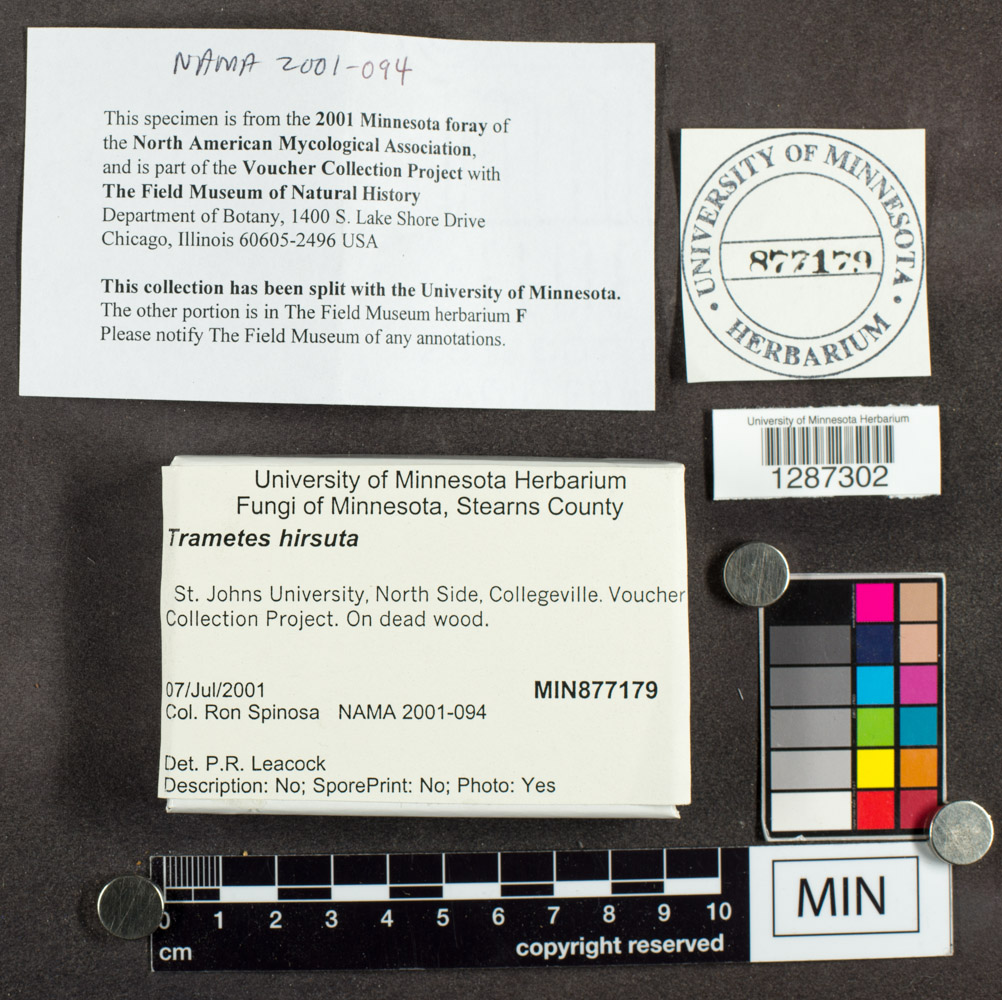 NAMA 2001-094
This specimen is from the 2001 Minnesota foray of
the North American Mycological Association,
and is part of the Voucher Collection Project with
The Field Museum of Natural History
Department of Botany, 1400 S. Lake Shore Drive
Chicago, Illinois 60605-2496 USA
This collection has been split with the University of Minnesota.
The other portion is in The Field Museum herbarium F
Please notify The Field Museum of any annotations.
UNIVERSITY OF MINNESOTA
877179
• HERBARIUM •
University of Minnesota Herbarium
1287302
University of Minnesota Herbarium
Fungi of Minnesota, Stearns County
Trametes hirsuta
St. Johns University, North Side, Collegeville. Voucher
Collection Project. On dead wood.
07/Jul/2001 MIN877179
Col. Ron Spinosa NAMA 2001-094
Det. P.R. Leacock
Description: No; SporePrint: No; Photo: Yes
0 1 2 3 4 5 6 7 8 9 10
cm copyright reserved
MIN